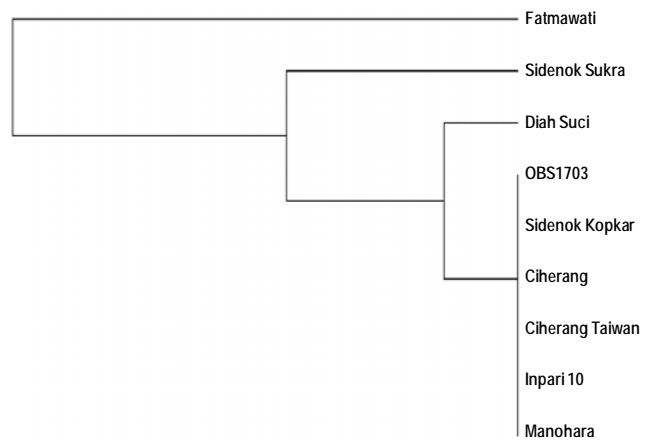 Fatmawati
Sidenok Sukra
Diah Suci
OBS1703
Sidenok Kopkar
Ciherang
Ciherang Taiwan
Inpari 10
Manohara